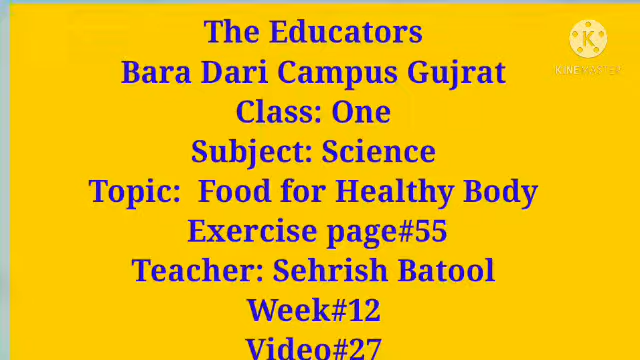 The Educators
Bara Dari Campus Gujrat
Class: One
Subject: Science
Topic:  Food for Healthy Body
Exercise page#55
Teacher: Sehrish Batool
Week#12
Video#27
K
KINEMASTER